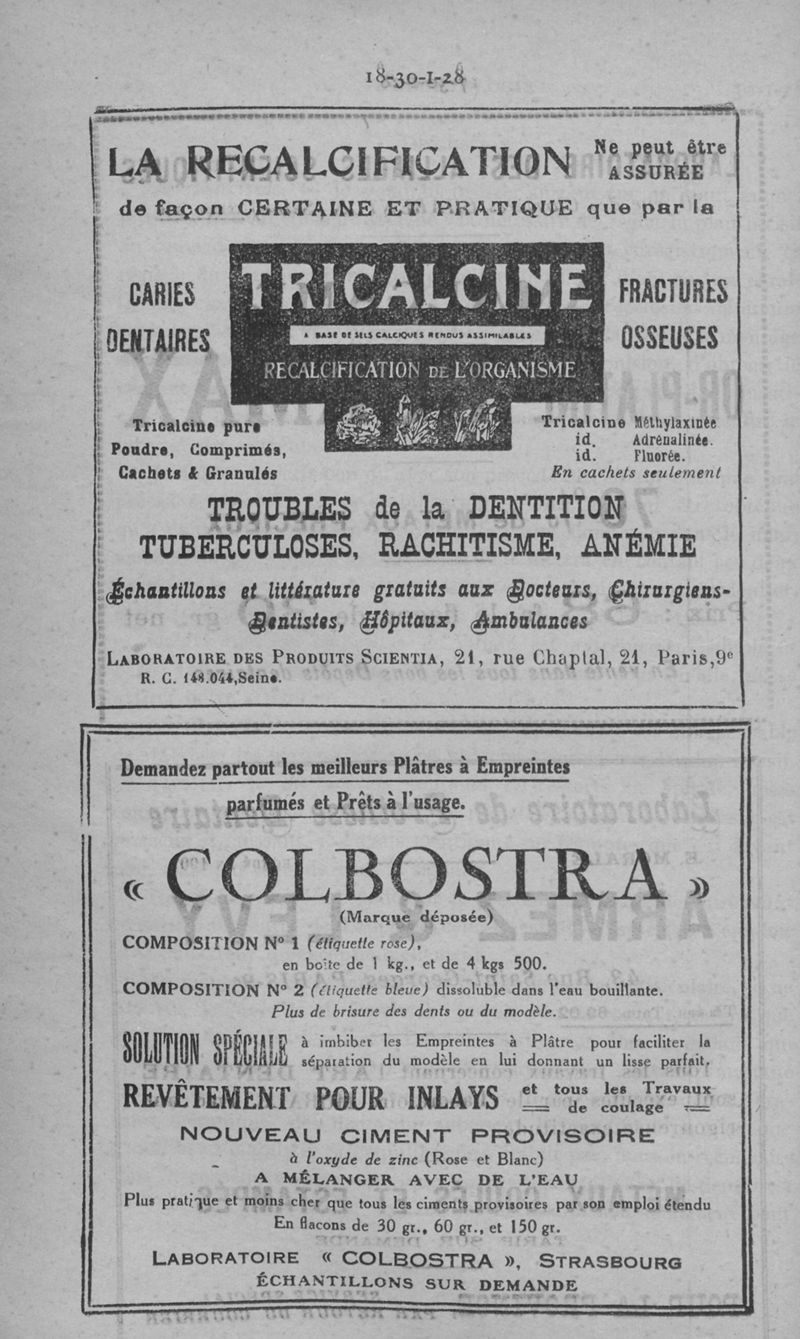 18-30-I-28
LA RECALCIFICATION Ne peut être ASSURÉE
de façon CERTAINE ET PRATIQUE que par la
CARIES DENTAIRES
TRICALCINE
A BASE DE SELS CALCIQUES RENDUS ASSIMILABLES
RECALCIFICATION DE L'ORGANISME
FRACTURES OSSEUSES
Tricalcine pure
Poudre, Comprimés,
Cachets & Granulés
Tricalcine Méthylaxinée
id. Adrénalinée.
id. Fluorée.
En cachets seulement
TROUBLES de la DENTITION
TUBERCULOSES, RACHITISME, ANÉMIE
Échantillons et littérature gratuits aux Docteurs, Chirurgiens-
Dentistes, Hôpitaux, Ambulances
LABORATOIRE DES PRODUITS SCIENTIA, 21, rue Chaptal, 21, Paris,9e
R. C. 148.044,Seine.
Demandez partout les meilleurs Plâtres à Empreintes
parfumés et Prêts à l'usage.
« COLBOSTRA »
(Marque déposée)
COMPOSITION N° 1 (étiquette rose),
en boîte de 1 kg., et de 4 kgs 500.
COMPOSITION N° 2 (étiquette bleue) dissoluble dans l'eau bouillante.
Plus de brisure des dents ou du modèle.
SOLUTION SPÉCIALE à imbiber les Empreintes à Plâtre pour faciliter la
séparation du modèle en lui donnant un lisse parfait.
REVÊTEMENT POUR INLAYS et tous les Travaux
de coulage
NOUVEAU CIMENT PROVISOIRE
à l'oxyde de zinc (Rose et Blanc)
A MÉLANGER AVEC DE L'EAU
Plus pratique et moins cher que tous les ciments provisoires par son emploi étendu
En flacons de 30 gr., 60 gr., et 150 gr.
LABORATOIRE « COLBOSTRA », STRASBOURG
ÉCHANTILLONS SUR DEMANDE